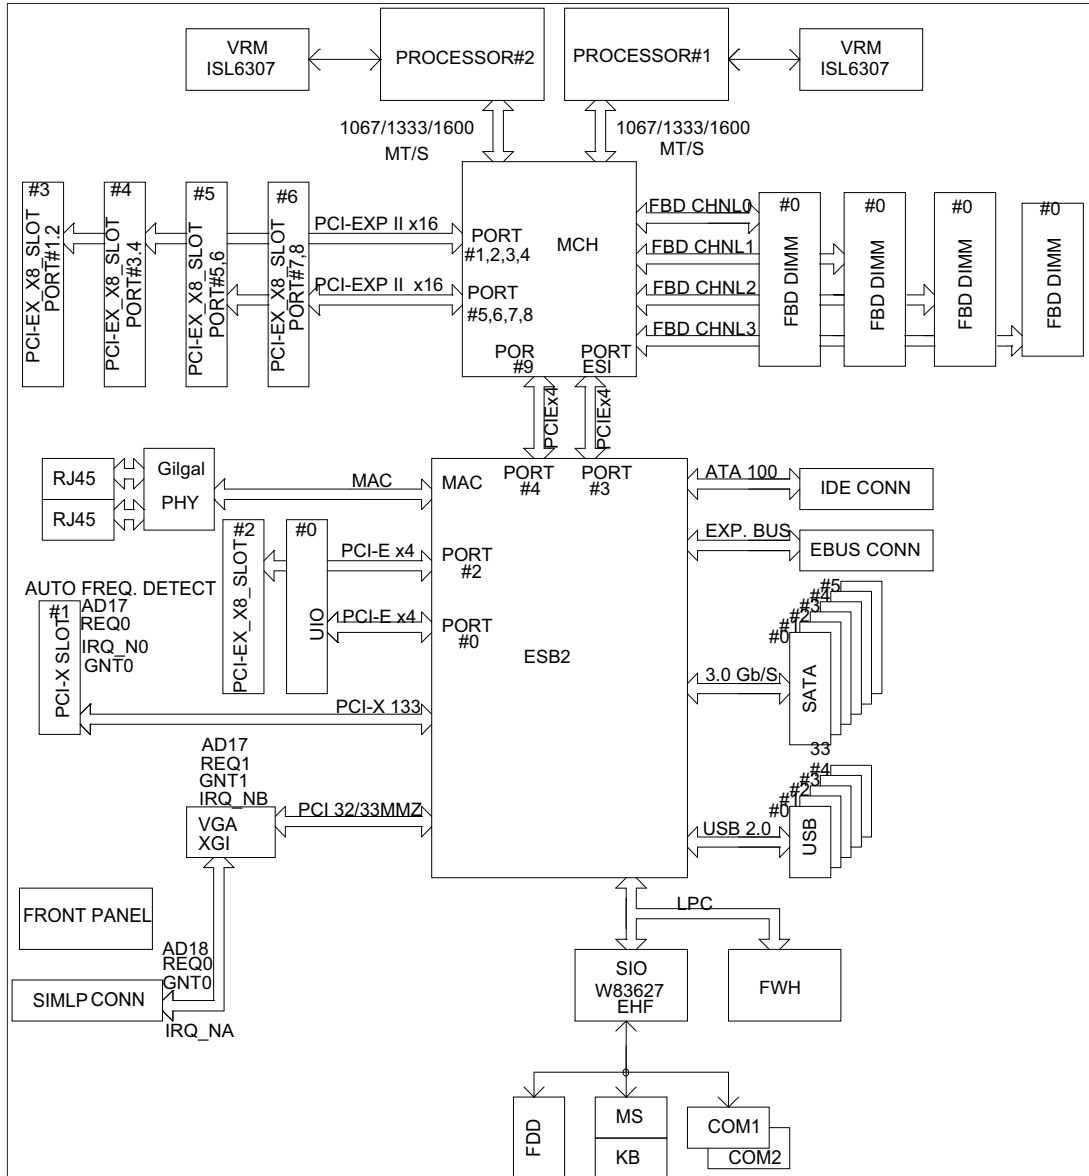 VRM
ISL6307
PROCESSOR#2
PROCESSOR#1
VRM
ISL6307
1067/1333/1600
MT/S
1067/1333/1600
MT/S
#3
PCI-EX_X8_SLOT
PORT#1.2
#4
PCI-EX_X8_SLOT
PORT#3.4
#5
PCI-EX_X8_SLOT
PORT#5,6
#6
PCI-EX_X8_SLOT
PORT#7,8
PCI-EXP II x16
PCI-EXP II x16
PORT
#1,2,3,4
MCH
PORT
#5,6,7,8
POR
#9
PORT
ESI
FBD CHNL0
FBD CHNL1
FBD CHNL2
FBD CHNL3
#0
FBD DIMM
#0
FBD DIMM
#0
FBD DIMM
#0
FBD DIMM
PCIEx4
PCIEx4
RJ45
RJ45
Gilgal
PHY
MAC
MAC
PORT
#4
PORT
#3
ATA 100
IDE CONN
EXP. BUS
EBUS CONN
#2
PCI-EX_X8_SLOT
#0
UIO
PCI-E x4
PORT
#2
PCI-E x4
PORT
#0
ESB2
AUTO FREQ. DETECT
#1
PCI-X SLOT
AD17
REQ0
IRQ_N0
GNT0
PCI-X 133
3.0 Gb/S
#0
#1
#2
#3
#4
#5
SATA
33
AD17
REQ1
GNT1
IRQ_NB
VGA
XGI
PCI 32/33MMZ
USB 2.0
#0
#1
#2
#3
#4
USB
FRONT PANEL
AD18
REQ0
GNT0
SIMLP CONN
IRQ_NA
LPC
SIO
W83627
EHF
FWH
FDD
MS
KB
COM1
COM2